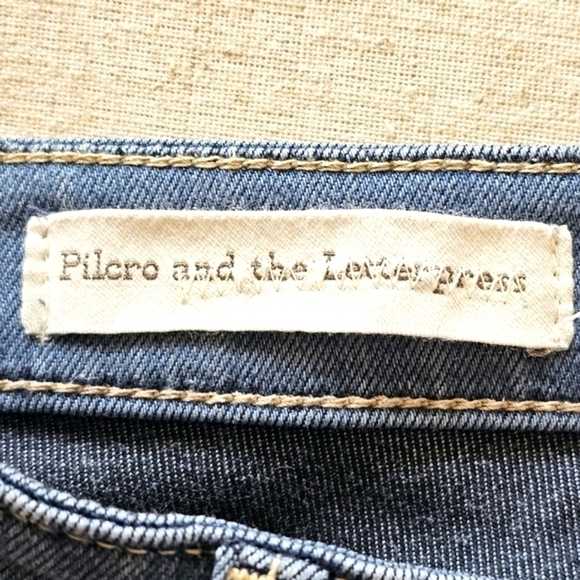 Pilcro and the Letterpress